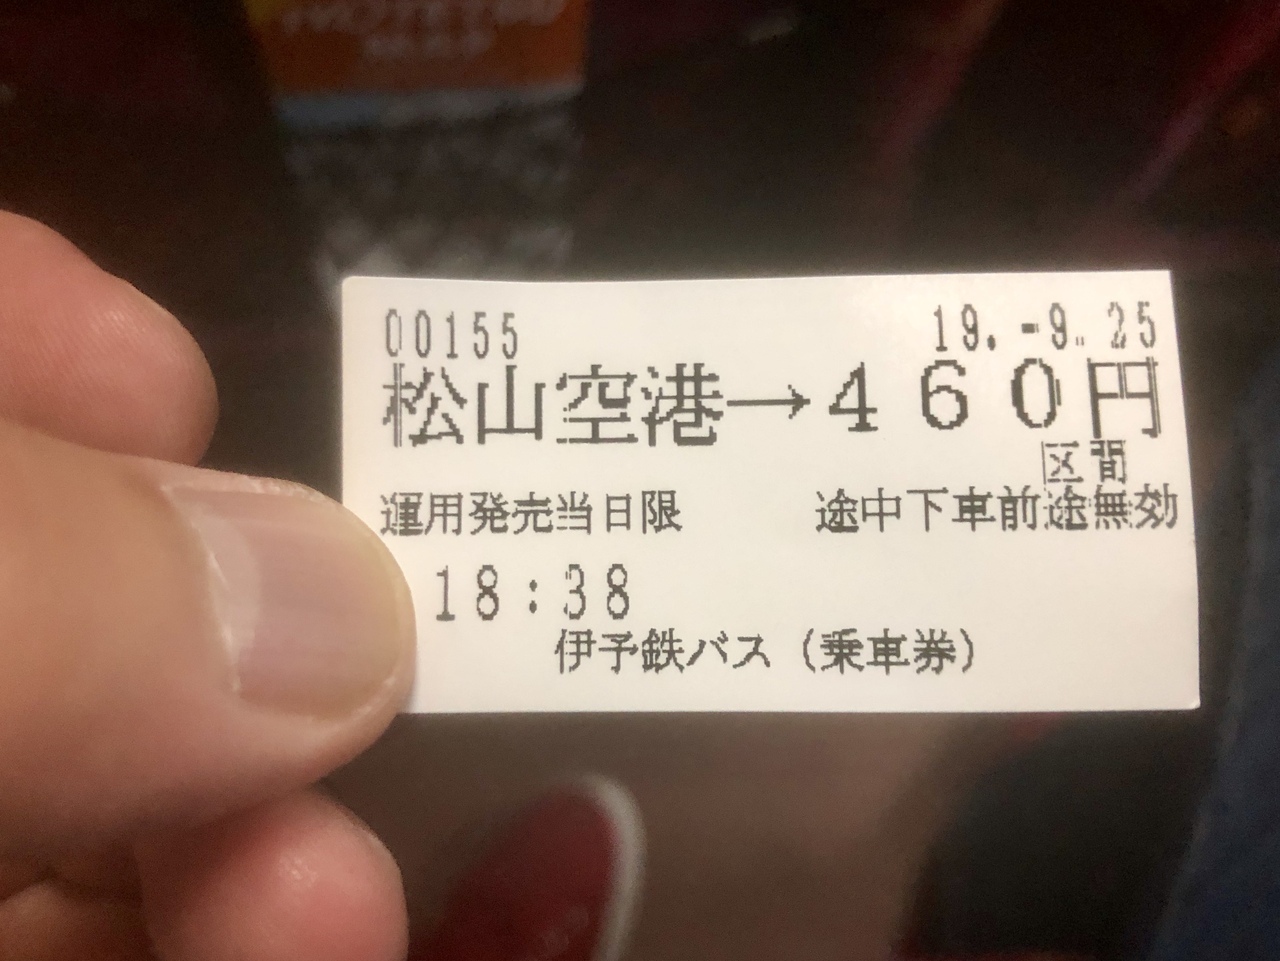 MAP
00155 19.-9.25
松山空港→460円
区間
運用発売当日限 途中下車前途無効
18:38
伊予鉄バス(乗車券)